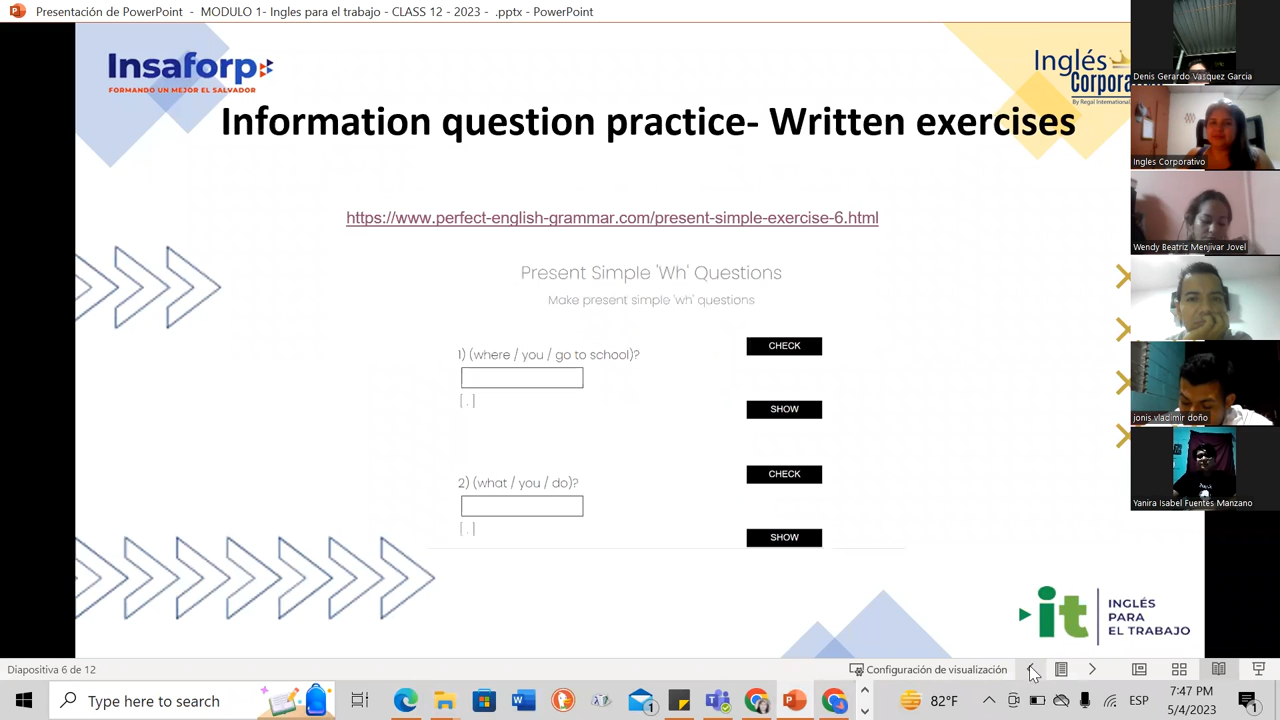 Presentación de PowerPoint - MODULO 1- Ingles para el trabajo - CLASS 12 - 2023 - .pptx - PowerPoint
Insaforp
FORMANDO UN MEJOR EL SALVADOR
Inglés
Corporati
By Regal International
Information question practice- Written exercises
https://www.perfect-english-grammar.com/present-simple-exercise-6.html
Present Simple 'Wh' Questions
Make present simple 'wh' questions
1) (where / you / go to school)?
CHECK
[ . ]
SHOW
2) (what / you / do)?
CHECK
[ . ]
SHOW
Denis Gerardo Vasquez Garcia
Ingles Corporativo
Wendy Beatriz Menjivar Jovel
jonis vladimir doño
Yanira Isabel Fuentes Manzano
it
INGLÉS
PARA
EL TRABAJO
Diapositiva 6 de 12
Configuración de visualización
Type here to search
82°F
ESP
7:47 PM
5/4/2023